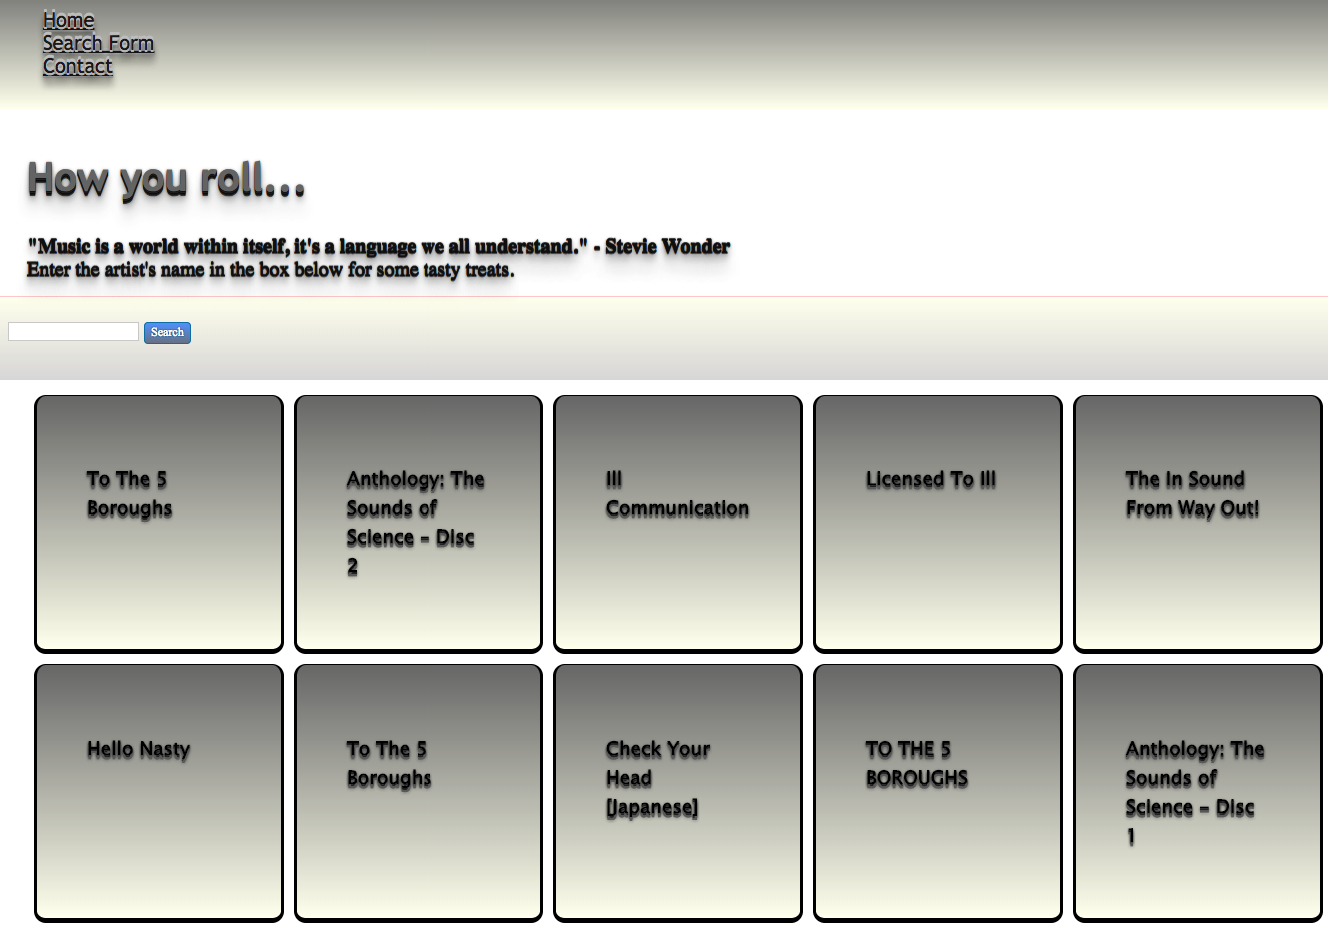 Home
Search Form
Contact
How you roll...
"Music is a world within itself, it's a language we all understand." - Stevie Wonder
Enter the artist's name in the box below for some tasty treats.
Search
To The 5
Boroughs
Anthology: The
Sounds of
Science - Disc
2
Ill
Communication
Licensed To Ill
The In Sound
From Way Out!
Hello Nasty
To The 5
Boroughs
Check Your
Head
[Japanese]
TO THE 5
BOROUGHS
Anthology: The
Sounds of
Science - Disc
1